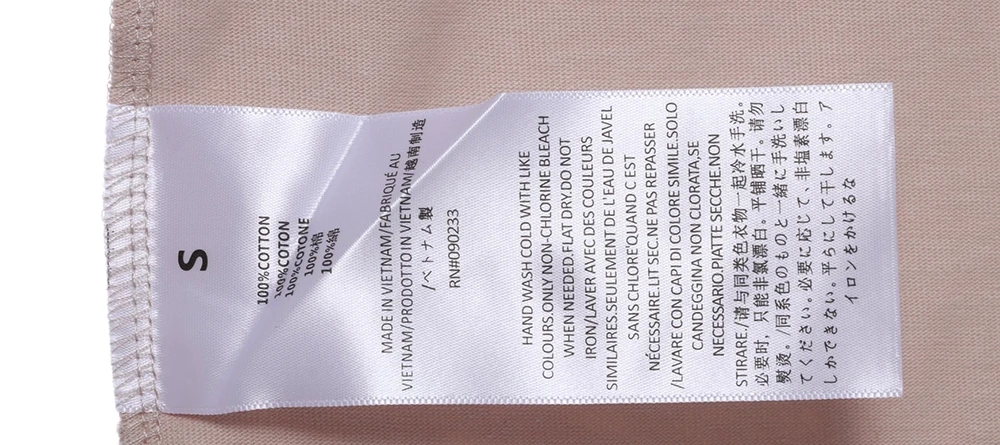 S
100%COTTON
100%COTON
100%COTONE
100%棉
100%綿
MADE IN VIETNAM/FABRIQUÉ AU
VIETNAM/PRODOTTO IN VIETNAM/越南制造
/ベトナム製
RN#090233
HAND WASH COLD WITH LIKE
COLOURS.ONLY NON-CHLORINE BLEACH
WHEN NEEDED.FLAT DRY.DO NOT
IRON/LAVER AVEC DES COULEURS
SIMILAIRES.SEULEMENT DE L'EAU DE JAVEL
SANS CHLORE'QUAND C EST
NÉCESSAIRE.LIT SEC.NE PAS REPASSER
/LAVARE CON CAPI DI COLORE SIMILE.SOLO
CANDEGGINA NON CLORATA,SE
NECESSARIO.PIATTE SECCHE.NON
STIRARE./请与同类色衣物一起冷水手洗。
必要时，只能非氯漂白。平铺晒干。请勿
熨烫。/同系色のものと一緒に手洗いし
てください。必要に応じて、非塩素漂白
しかできない。平らにして干します。ア
イロンをかけるな